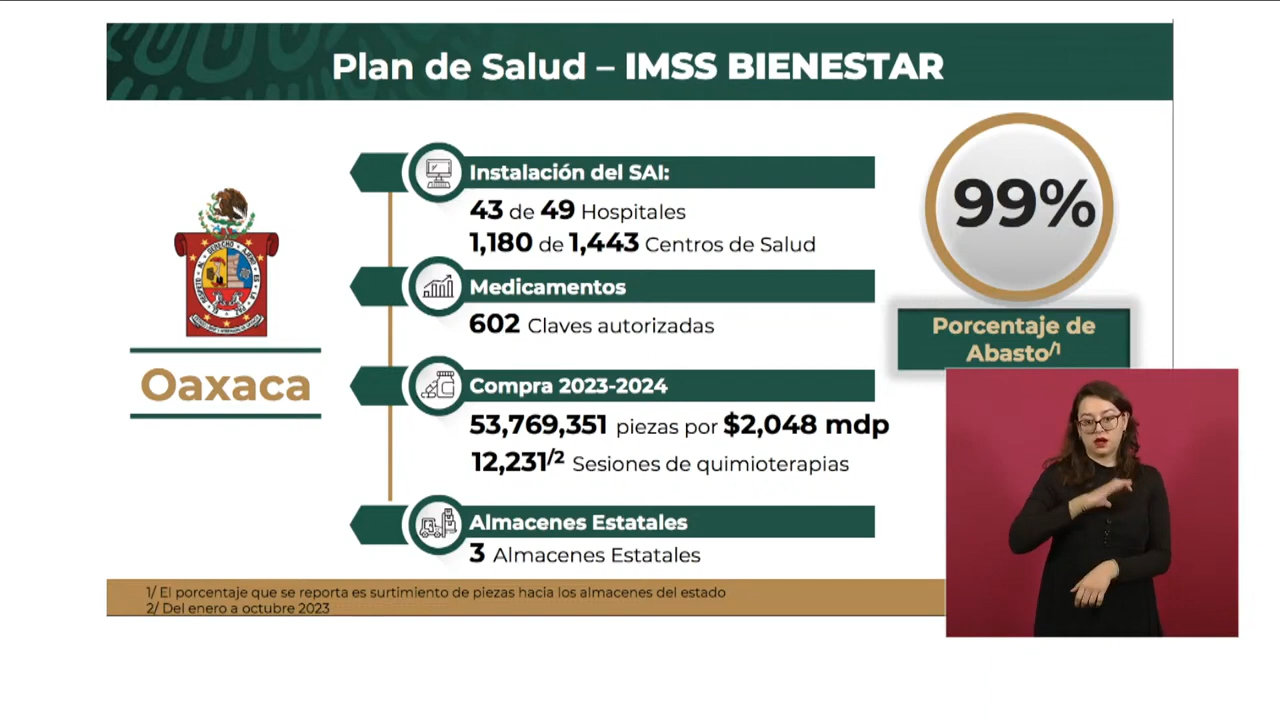 Plan de Salud – IMSS BIENESTAR
Instalación del SAI:
43 de 49 Hospitales
1,180 de 1,443 Centros de Salud
Medicamentos
602 Claves autorizadas
Compra 2023-2024
53,769,351 piezas por $2,048 mdp
12,231/2 Sesiones de quimioterapias
Almacenes Estatales
3 Almacenes Estatales
Oaxaca
99%
Porcentaje de
Abasto/1
1/ El porcentaje que se reporta es surtimiento de piezas hacia los almacenes del estado
2/ Del enero a octubre 2023